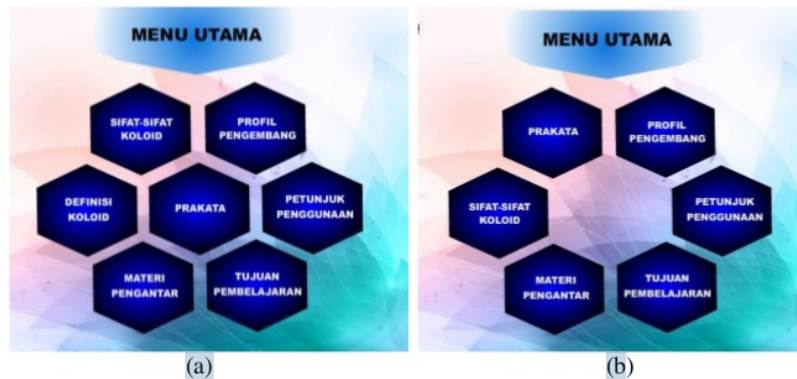 MENU UTAMA
SIFAT-SIFAT
KOLOID
PROFIL
PENGEMBANG
DEFINISI
KOLOID
PRAKATA
PETUNJUK
PENGGUNAAN
MATERI
PENGANTAR
TUJUAN
PEMBELAJARAN
(a)
MENU UTAMA
PRAKATA
PROFIL
PENGEMBANG
SIFAT-SIFAT
KOLOID
PETUNJUK
PENGGUNAAN
MATERI
PENGANTAR
TUJUAN
PEMBELAJARAN
(b)